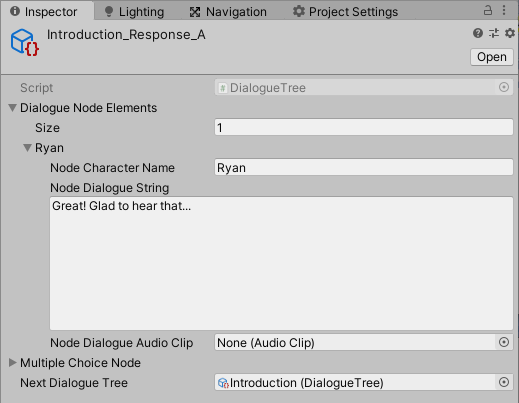 Inspector Lighting Navigation Project Settings
Introduction_Response_A
Open
Script DialogueTree
Dialogue Node Elements
Size 1
Ryan
Node Character Name Ryan
Node Dialogue String
Great! Glad to hear that...
Node Dialogue Audio Clip None (Audio Clip)
Multiple Choice Node
Next Dialogue Tree Introduction (DialogueTree)